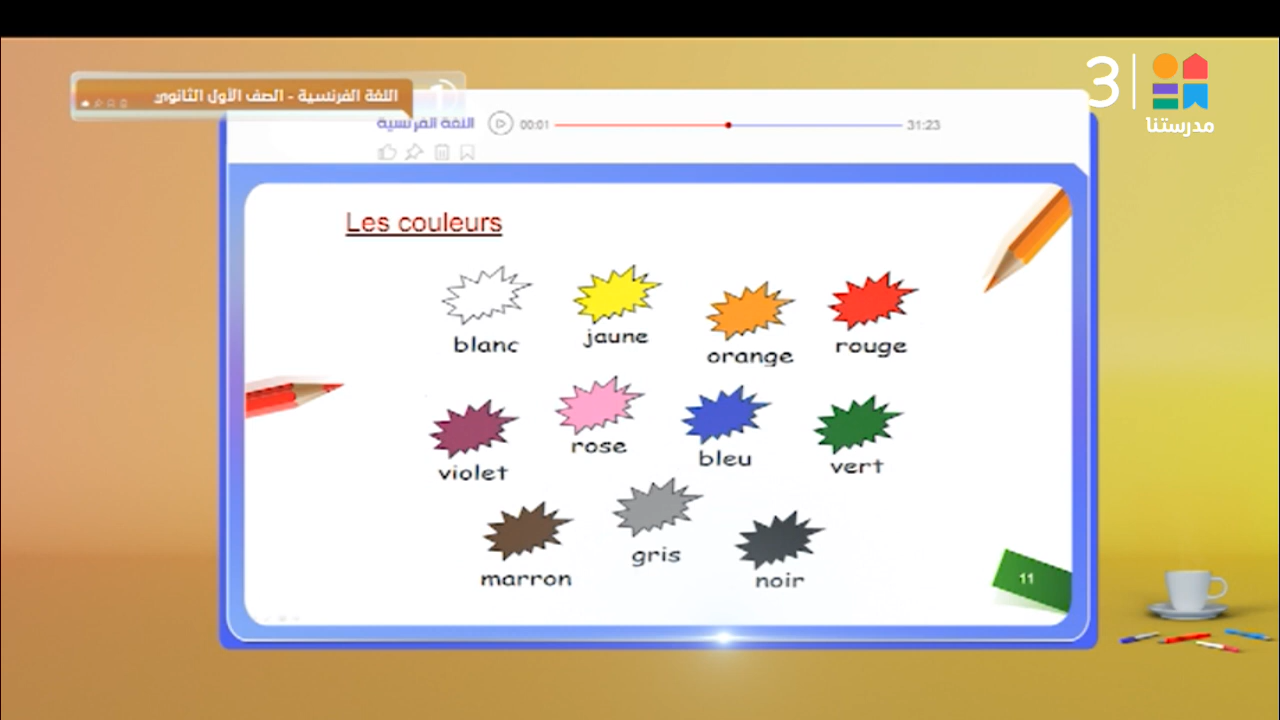 3
مدرستنا
اللغة الفرنسية - الصف الأول الثانوي
اللغة الفرنسية
00:01
31:23
Les couleurs
blanc
jaune
orange
rouge
violet
rose
bleu
vert
marron
gris
noir
11